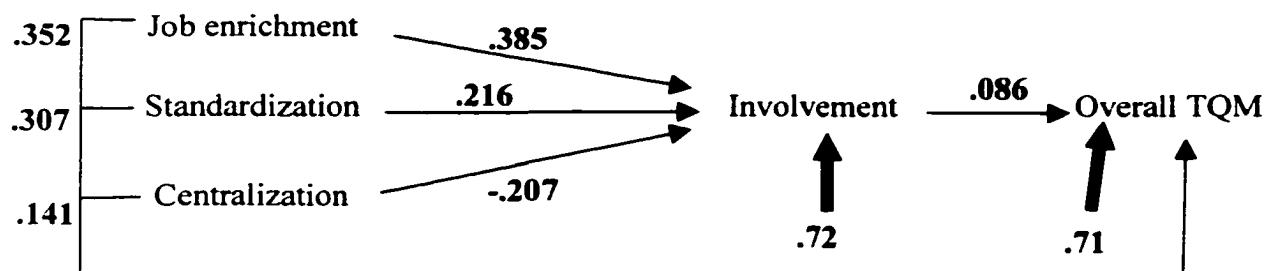 .352 Job enrichment .385
.307 Standardization .216 Involvement .086 Overall TQM
.141 Centralization -.207
.72 .71